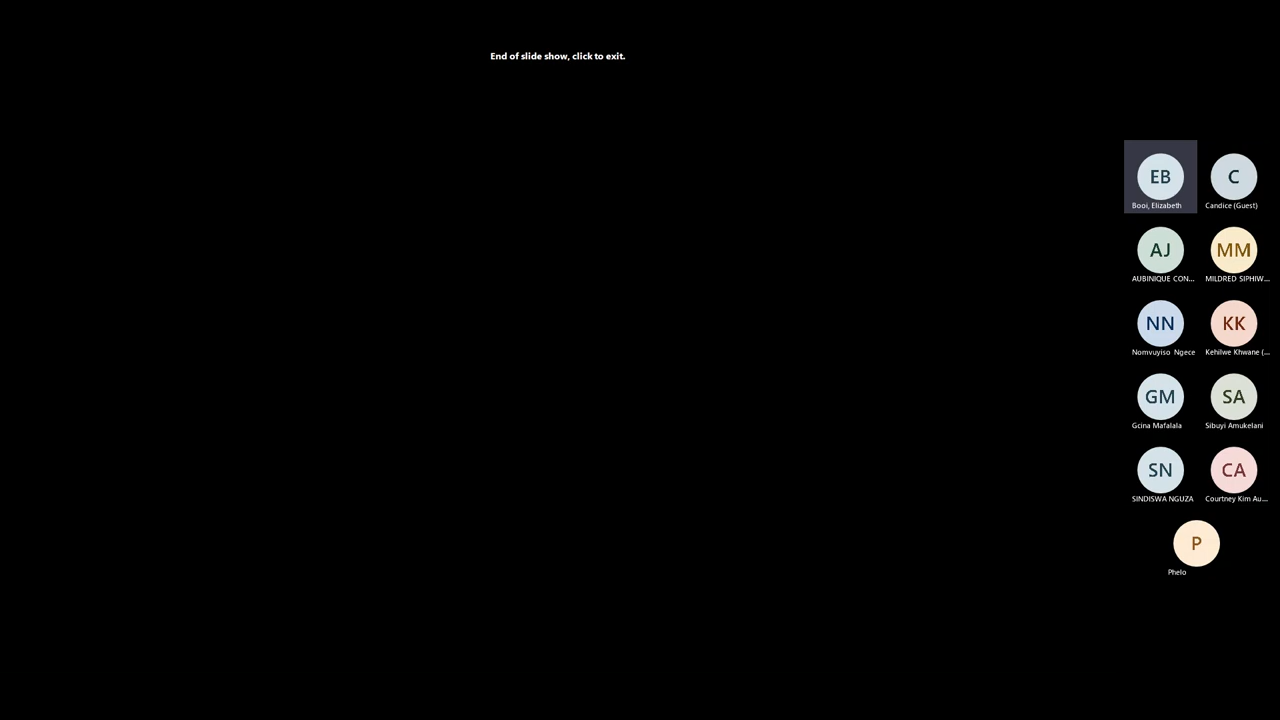 End of slide show, click to exit.
EB C
Booi, Elizabeth Candice (Guest)
AJ MM
AUBINIQUE CON... MILDRED SIPHIW...
NN KK
Nomvuyiso Ngece Kehilwe Khwane (...
GM SA
Gcina Mafalala Sibuyi Amukelani
SN CA
SINDISWA NGUZA Courtney Kim Au...
P
Phelo